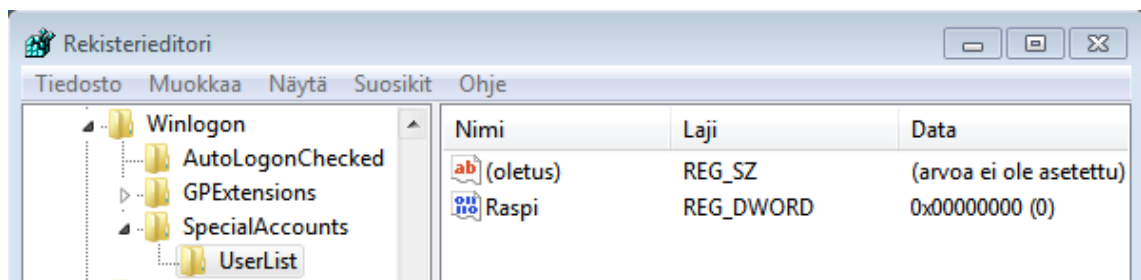 Rekisterieditori
Tiedosto Muokkaa Näytä Suosikit Ohje
Winlogon
AutoLogonChecked
GPExtensions
SpecialAccounts
UserList
Nimi Laji Data
(oletus) REG_SZ (arvoa ei ole asetettu)
Raspi REG_DWORD 0x00000000 (0)